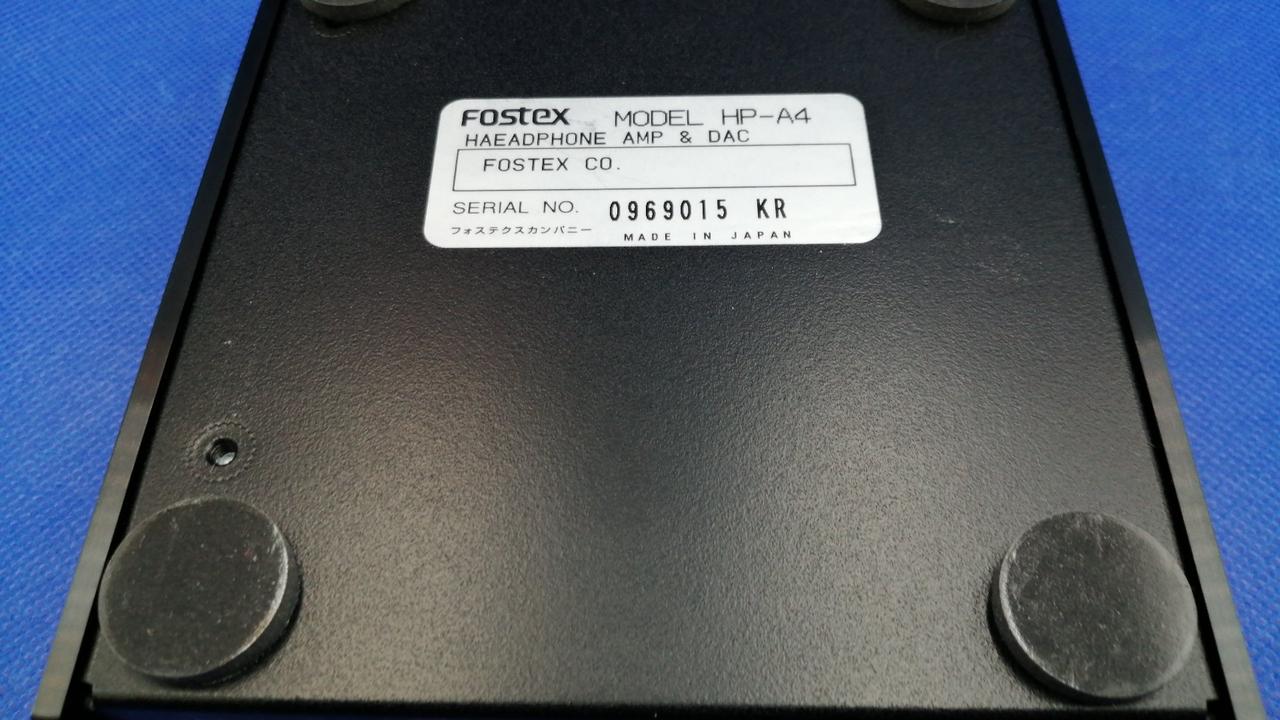 FOSTEX MODEL HP-A4
HAEADPHONE AMP & DAC
FOSTEX CO.
SERIAL NO. 0969015 KR
フォステクスカンパニー MADE IN JAPAN